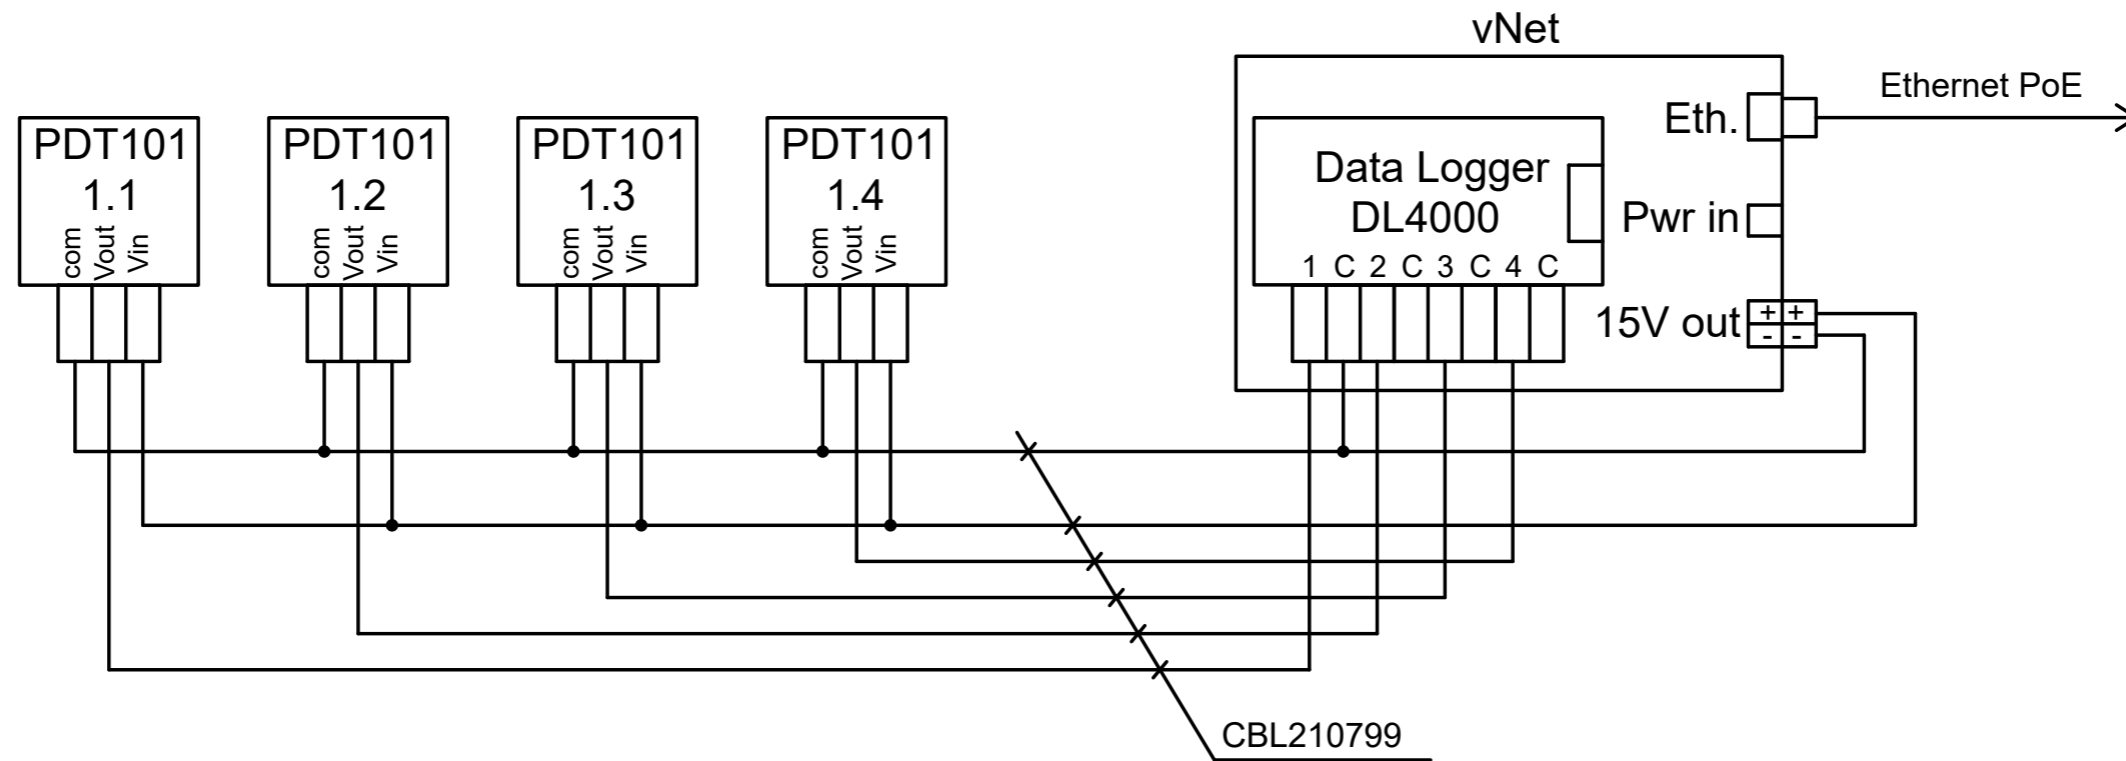 vNet
Ethernet PoE
PDT101
1.1
com
Vout
Vin
PDT101
1.2
com
Vout
Vin
PDT101
1.3
com
Vout
Vin
PDT101
1.4
com
Vout
Vin
Data Logger
DL4000
1 C 2 C 3 C 4 C
Eth.
Pwr in
15V out
+ +
- -
CBL210799